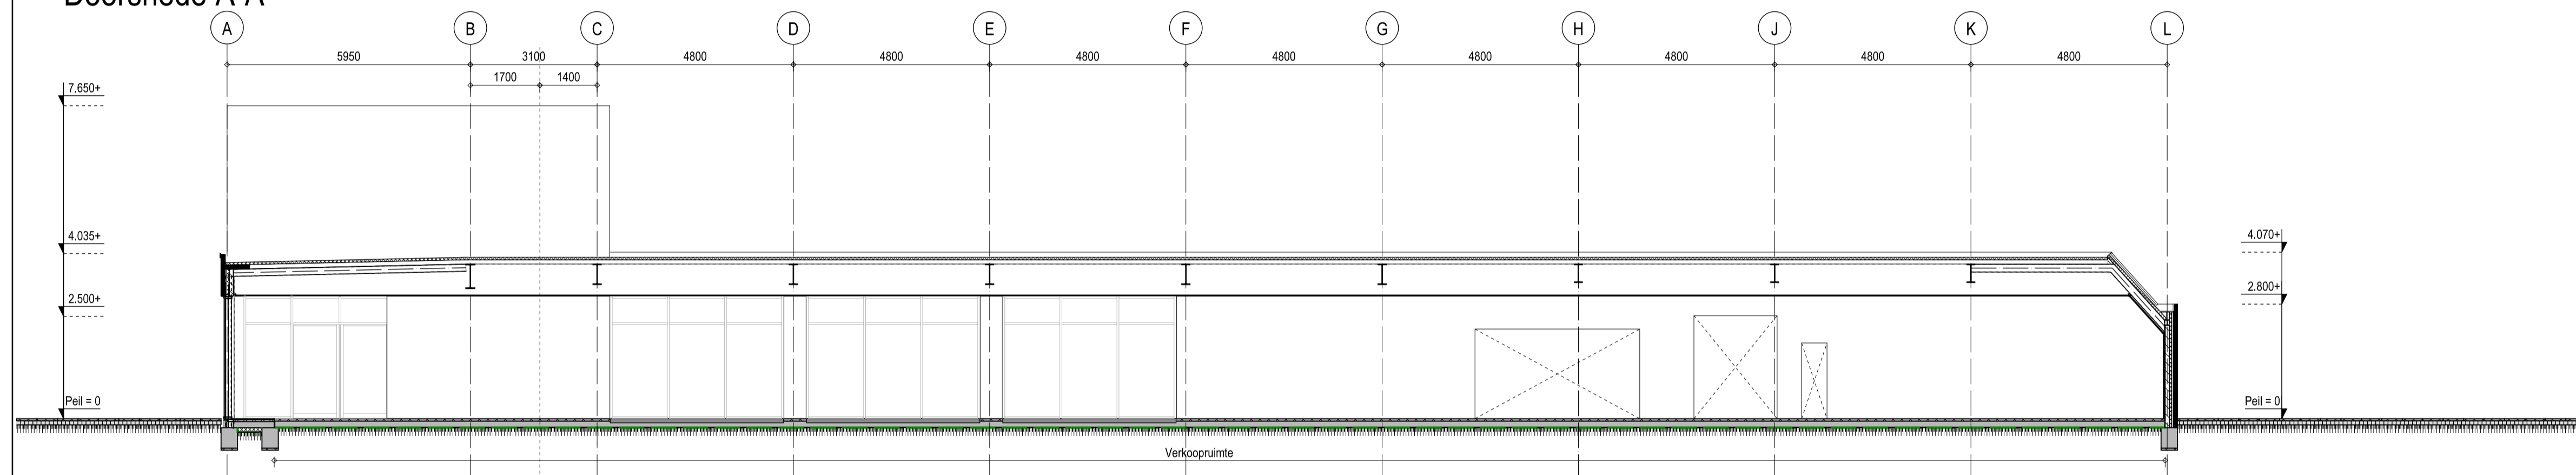 Doorsnede A-A
A B C D E F G H J K L
5950 3100 4800 4800 4800 4800 4800 4800 4800 4800
1700 1400
7.650+
4.035+
4.070+
2.500+
2.800+
Peil = 0
Peil = 0
Verkoopruimte